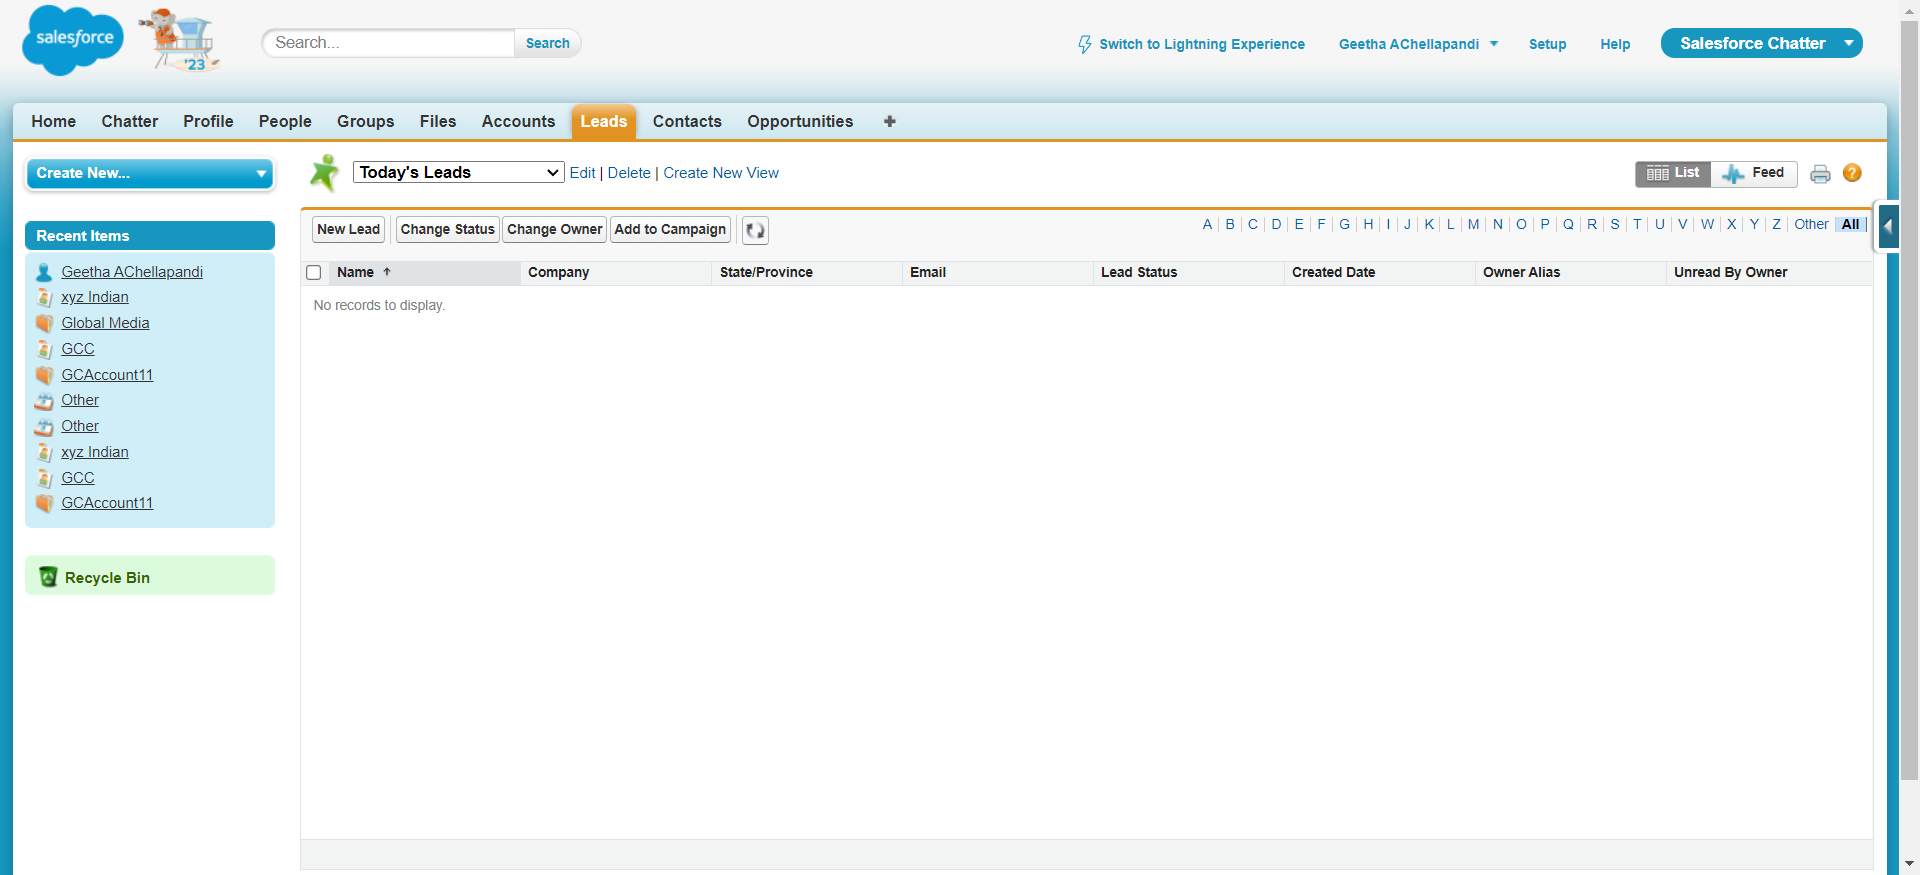 salesforce
'23
Search...
Search
Switch to Lightning Experience
Geetha AChellapandi
Setup
Help
Salesforce Chatter
Home
Chatter
Profile
People
Groups
Files
Accounts
Leads
Contacts
Opportunities
+
Create New...
Today's Leads
Edit | Delete | Create New View
List
Feed
?
Recent Items
Geetha AChellapandi
xyz Indian
Global Media
GCC
GCAccount11
Other
Other
xyz Indian
GCC
GCAccount11
Recycle Bin
New Lead
Change Status
Change Owner
Add to Campaign
A | B | C | D | E | F | G | H | I | J | K | L | M | N | O | P | Q | R | S | T | U | V | W | X | Y | Z | Other | All
Name
Company
State/Province
Email
Lead Status
Created Date
Owner Alias
Unread By Owner
No records to display.